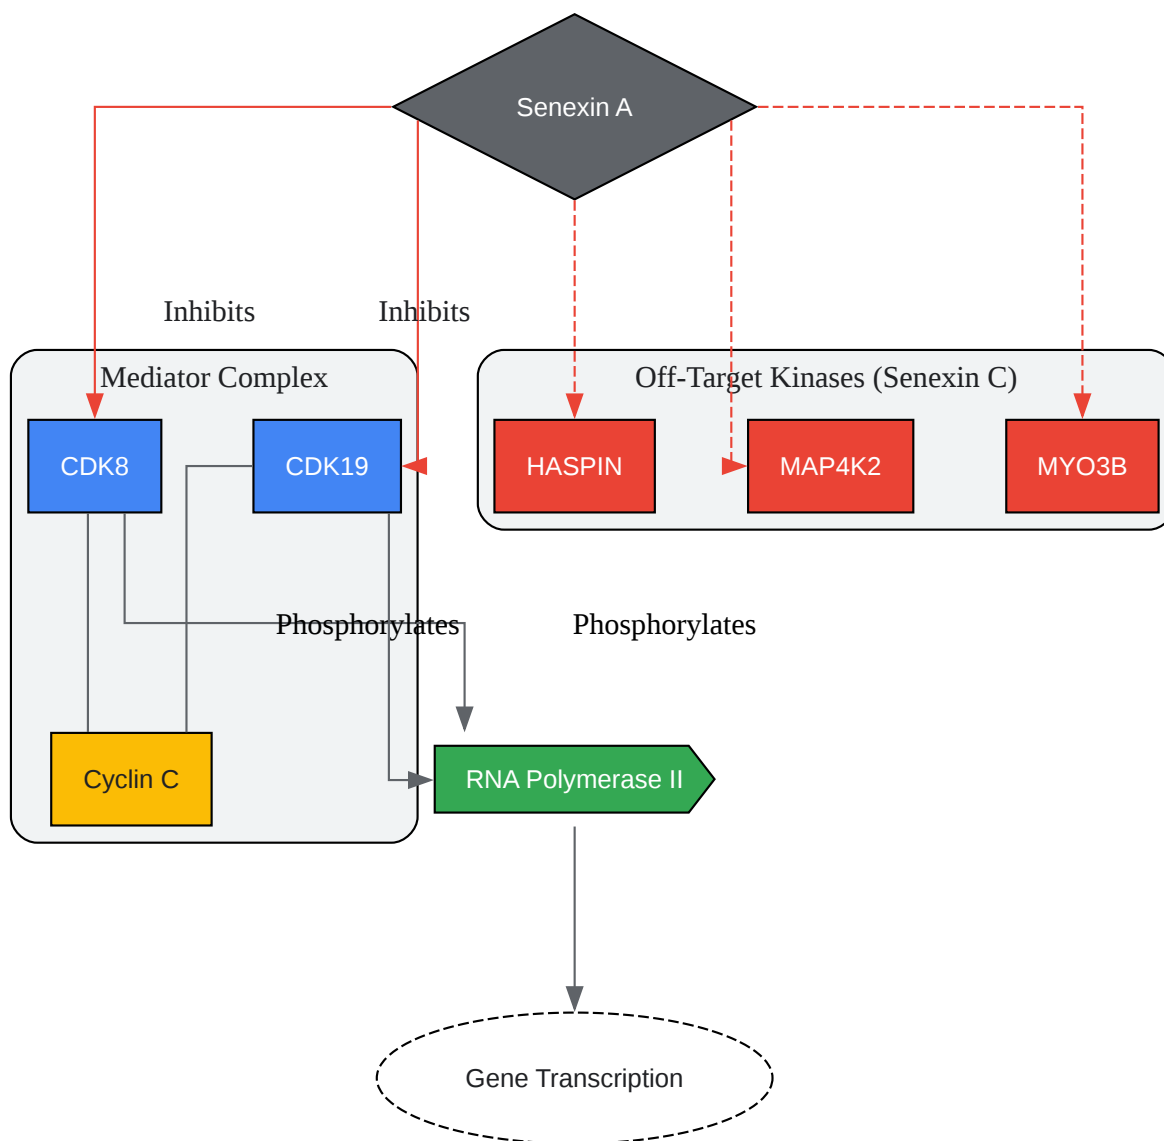 Senexin A
Inhibits
Inhibits
Mediator Complex
Off-Target Kinases (Senexin C)
CDK8
CDK19
HASPIN
MAP4K2
MYO3B
Phosphorylates
Phosphorylates
Cyclin C
RNA Polymerase II
Gene Transcription